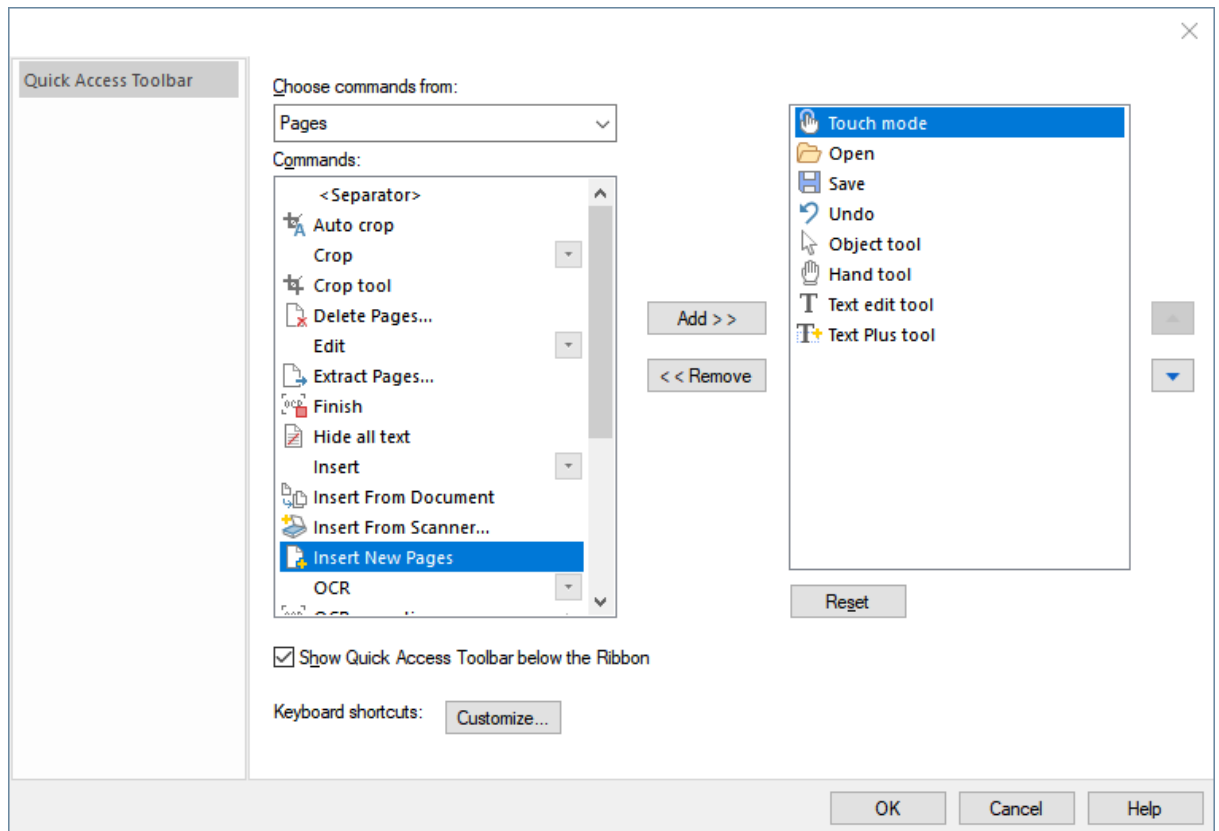 Quick Access Toolbar
Choose commands from:
Pages
Commands:
<Separator>
Auto crop
Crop
Crop tool
Delete Pages...
Edit
Extract Pages...
Finish
Hide all text
Insert
Insert From Document
Insert From Scanner...
Insert New Pages
OCR
Add >>
<< Remove
Touch mode
Open
Save
Undo
Object tool
Hand tool
Text edit tool
Text Plus tool
Reset
Show Quick Access Toolbar below the Ribbon
Keyboard shortcuts: Customize...
OK Cancel Help